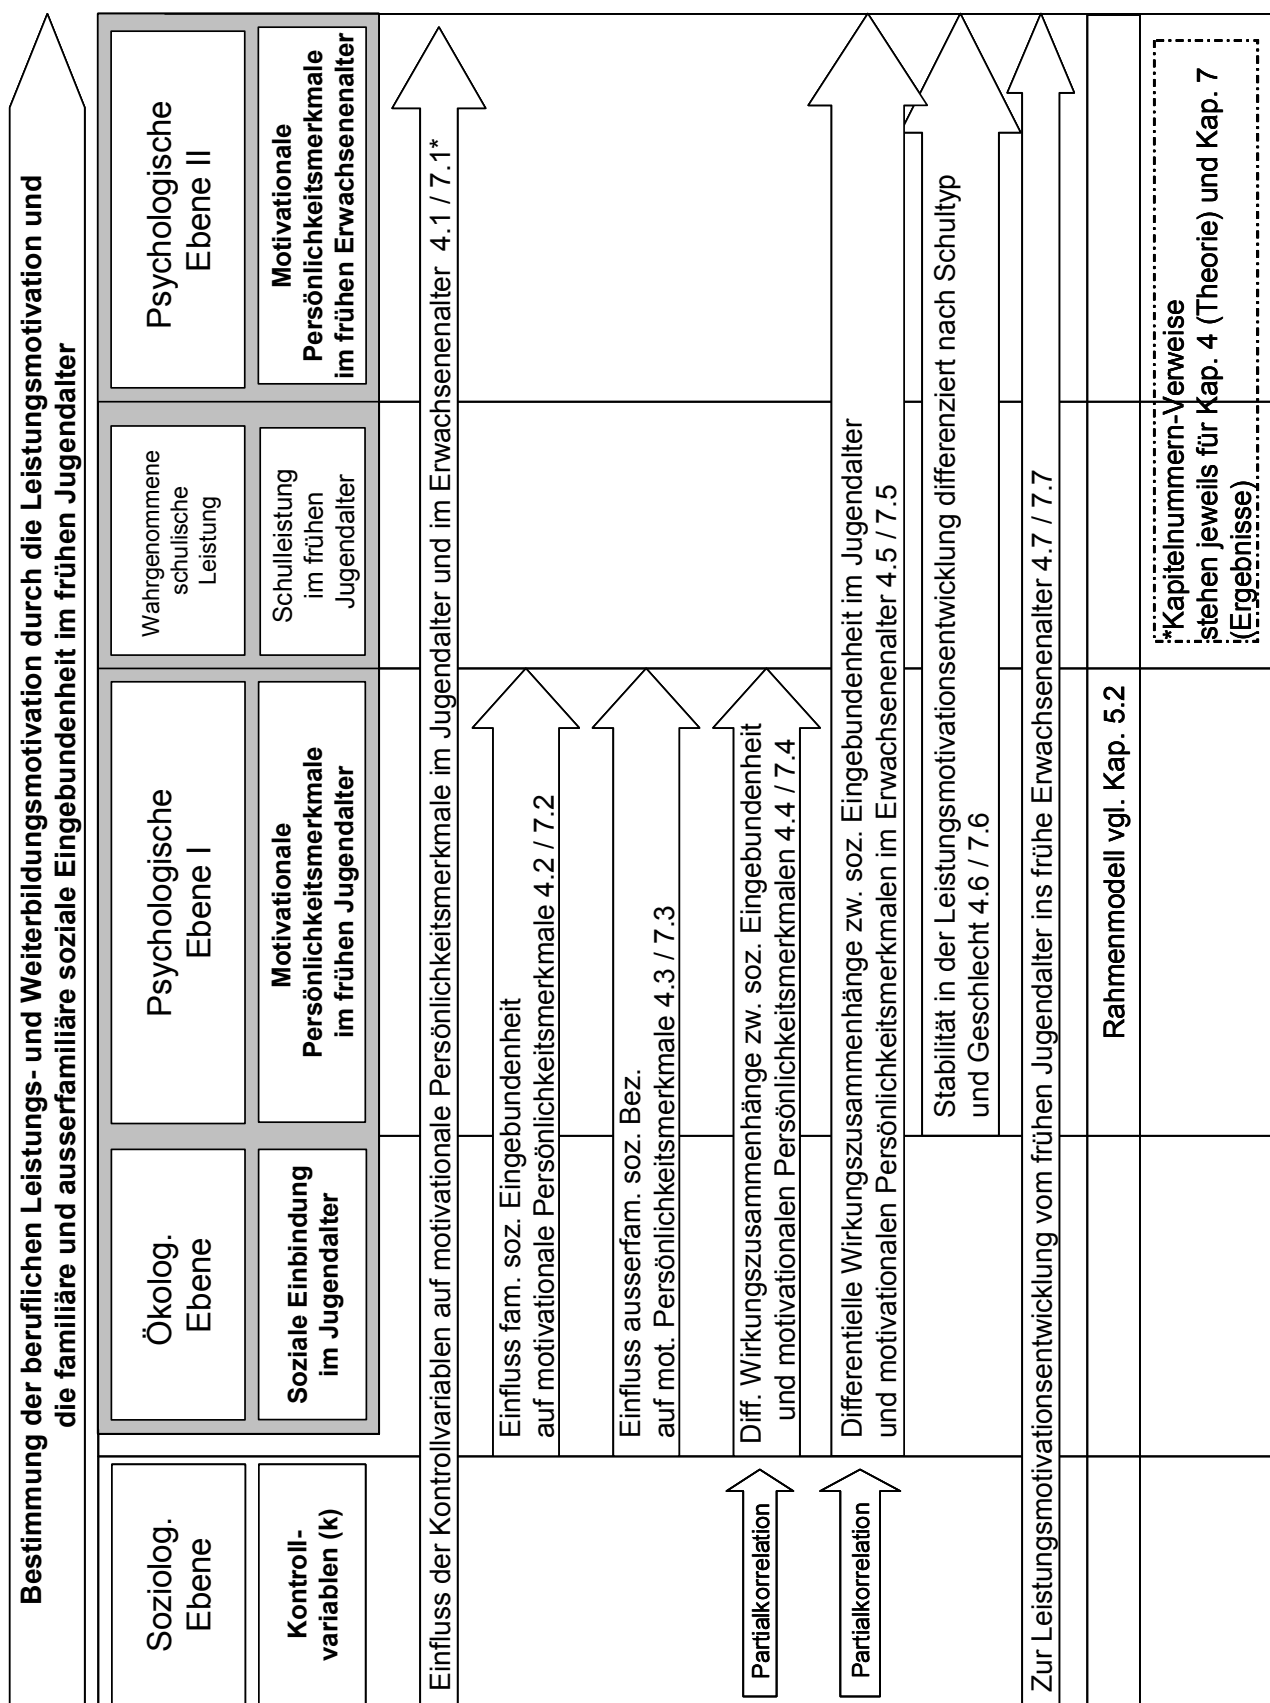 Bestimmung der beruflichen Leistungs- und Weiterbildungsmotivation durch die Leistungsmotivation und
die familiäre und ausserfamiliäre soziale Eingebundenheit im frühen Jugendalter
Soziolog.
Ebene
Ökolog.
Ebene
Psychologische
Ebene I
Wahrgenommene
schulische
Leistung
Psychologische
Ebene II
Kontroll-
variablen (k)
Soziale Einbindung
im Jugendalter
Motivationale
Persönlichkeitsmerkmale
im frühen Jugendalter
Schulleistung
im frühen
Jugendalter
Motivationale
Persönlichkeitsmerkmale
im frühen Erwachsenenalter
Einfluss der Kontrollvariablen auf motivationale Persönlichkeitsmerkmale im Jugendalter und im Erwachsenenalter 4.1 / 7.1*
Einfluss fam. soz. Eingebundenheit
auf motivationale Persönlichkeitsmerkmale 4.2 / 7.2
Einfluss ausserfam. soz. Bez.
auf mot. Persönlichkeitsmerkmale 4.3 / 7.3
Partialkorrelation
Diff. Wirkungszusammenhänge zw. soz. Eingebundenheit
und motivationalen Persönlichkeitsmerkmalen 4.4 / 7.4
Partialkorrelation
Differentielle Wirkungszusammenhänge zw. soz. Eingebundenheit im Jugendalter
und motivationalen Persönlichkeitsmerkmalen im Erwachsenenalter 4.5 / 7.5
Stabilität in der Leistungsmotivationsentwicklung differenziert nach Schultyp
und Geschlecht 4.6 / 7.6
Zur Leistungsmotivationsentwicklung vom frühen Jugendalter ins frühe Erwachsenenalter 4.7 / 7.7
Rahmenmodell vgl. Kap. 5.2
*Kapitelnummern-Verweise
stehen jeweils für Kap. 4 (Theorie) und Kap. 7
(Ergebnisse)